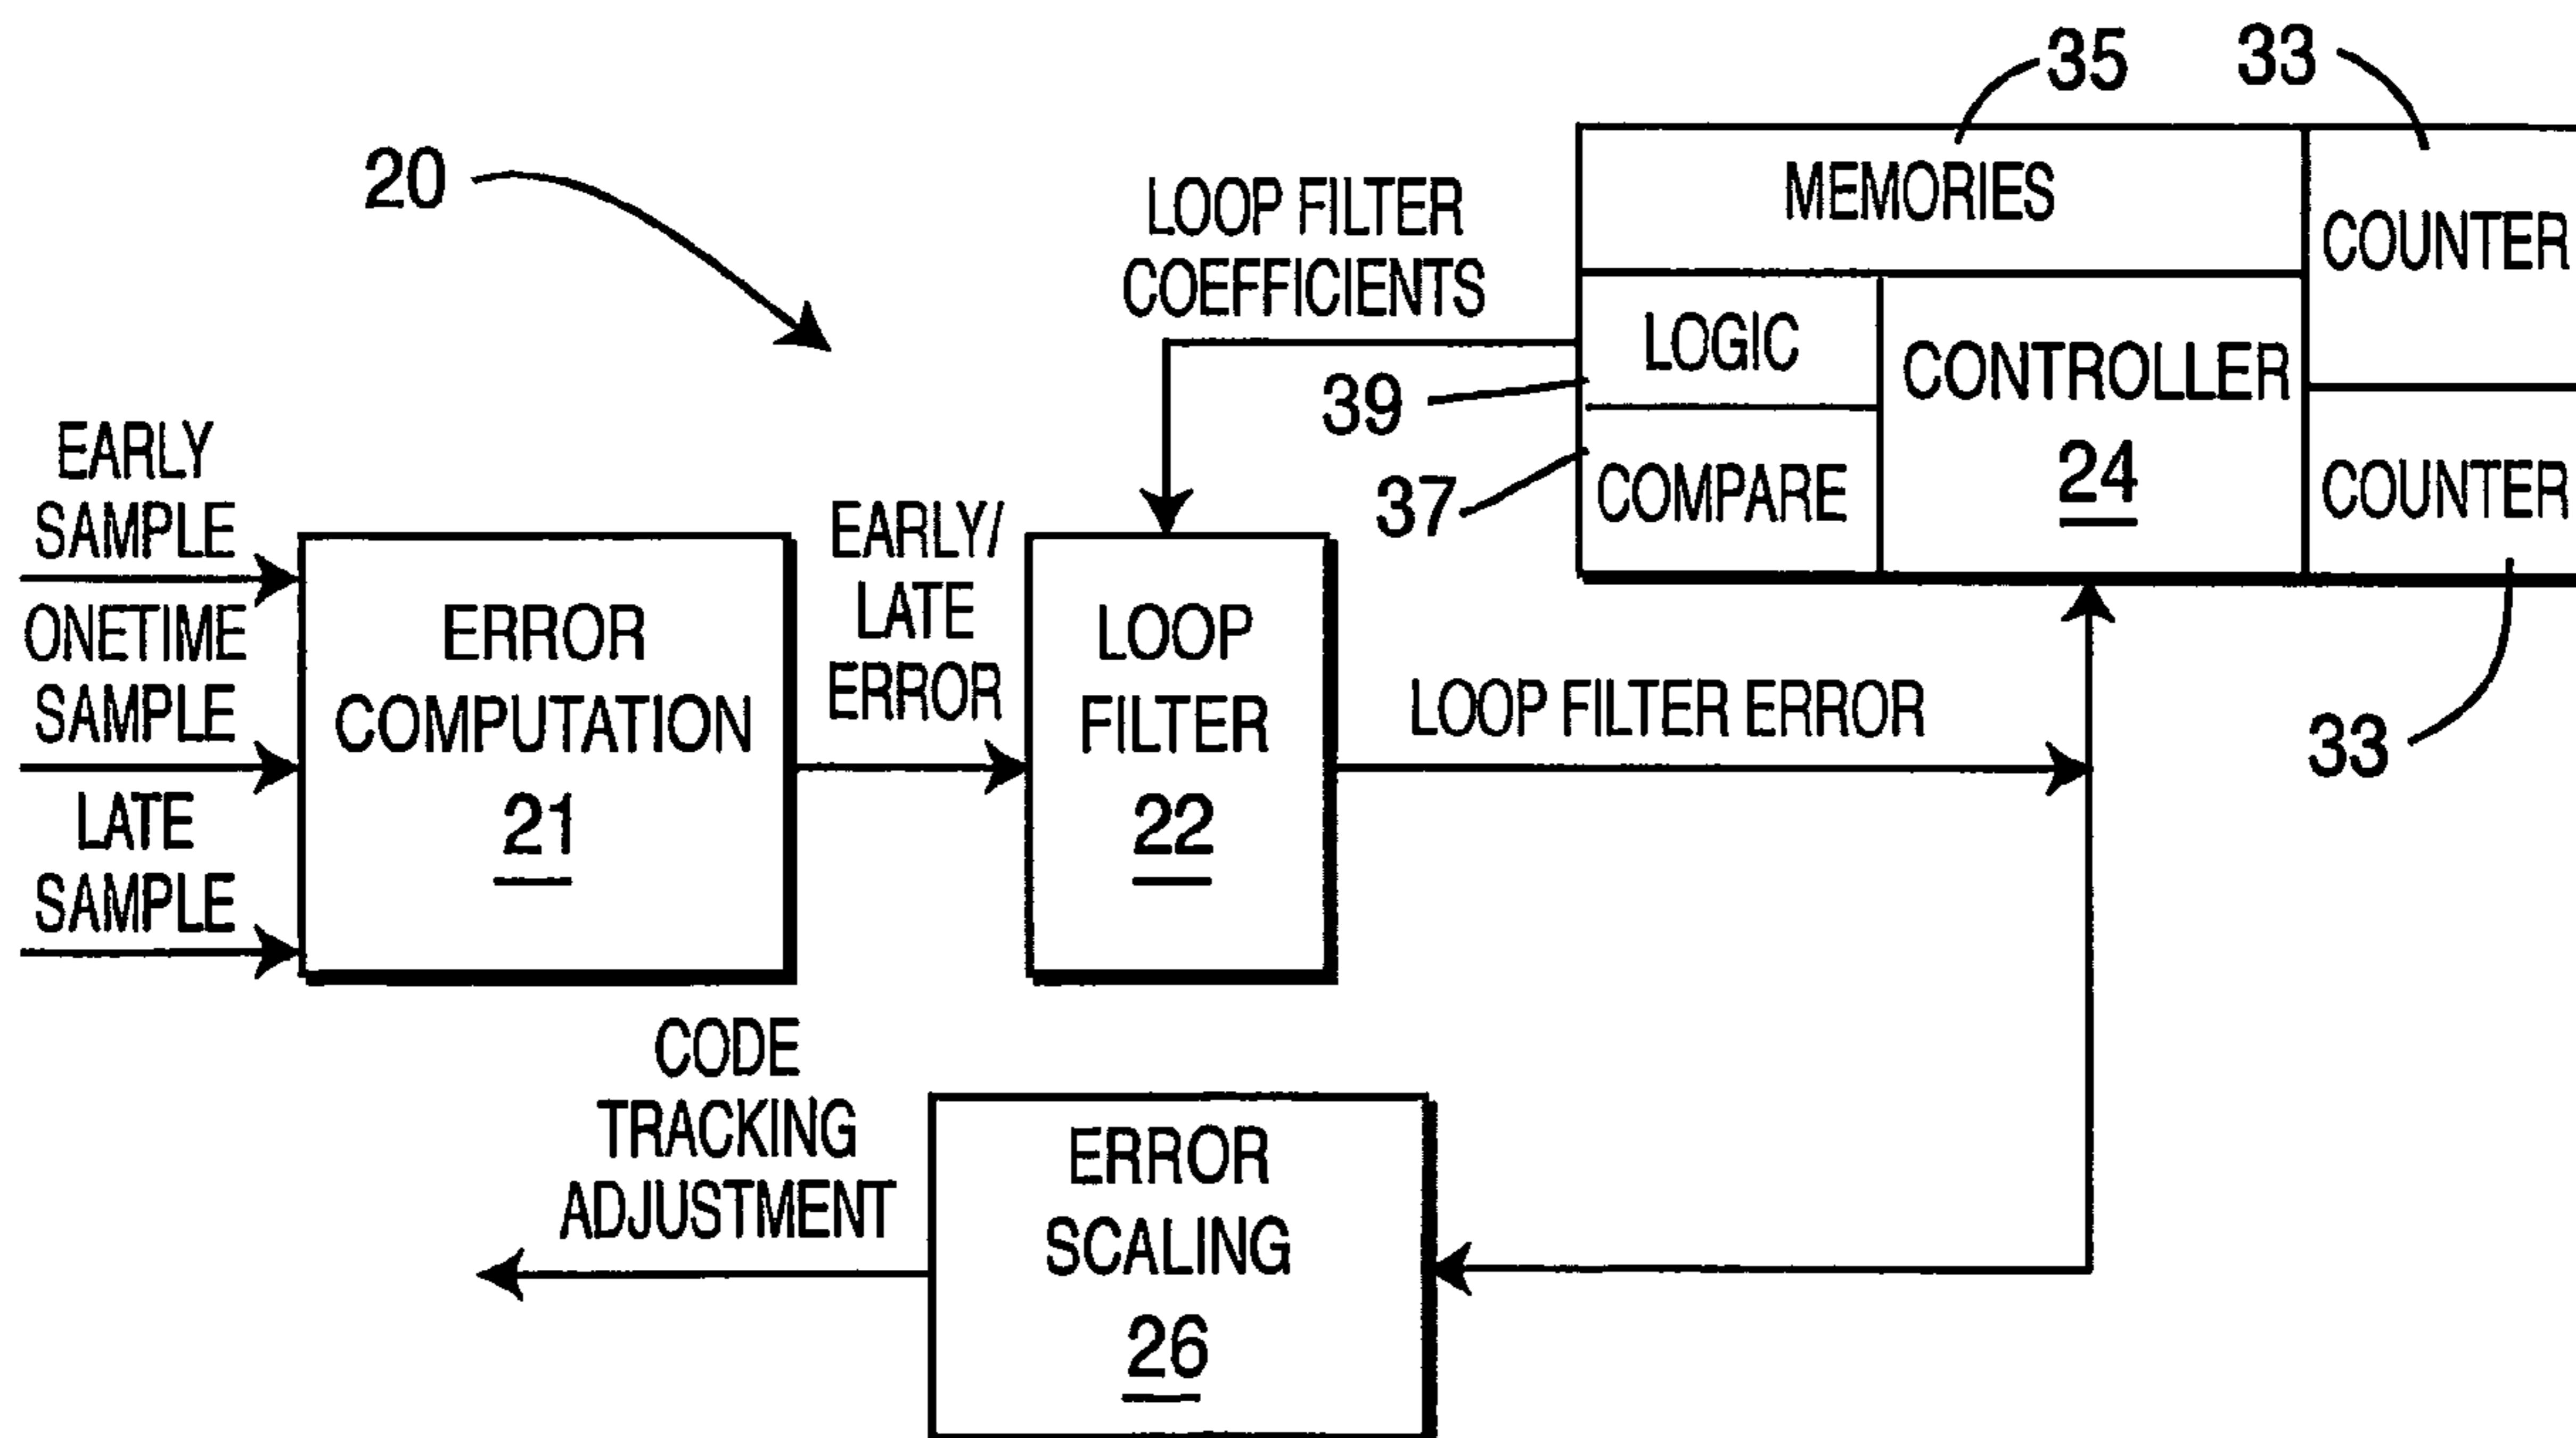 35
33
20
MEMORIES
COUNTER
LOOP FILTER
COEFFICIENTS
LOGIC
CONTROLLER
24
39
37
COMPARE
COUNTER
33
EARLY
SAMPLE
ONETIME
SAMPLE
LATE
SAMPLE
ERROR
COMPUTATION
21
EARLY/
LATE
ERROR
LOOP
FILTER
22
LOOP FILTER ERROR
CODE
TRACKING
ADJUSTMENT
ERROR
SCALING
26